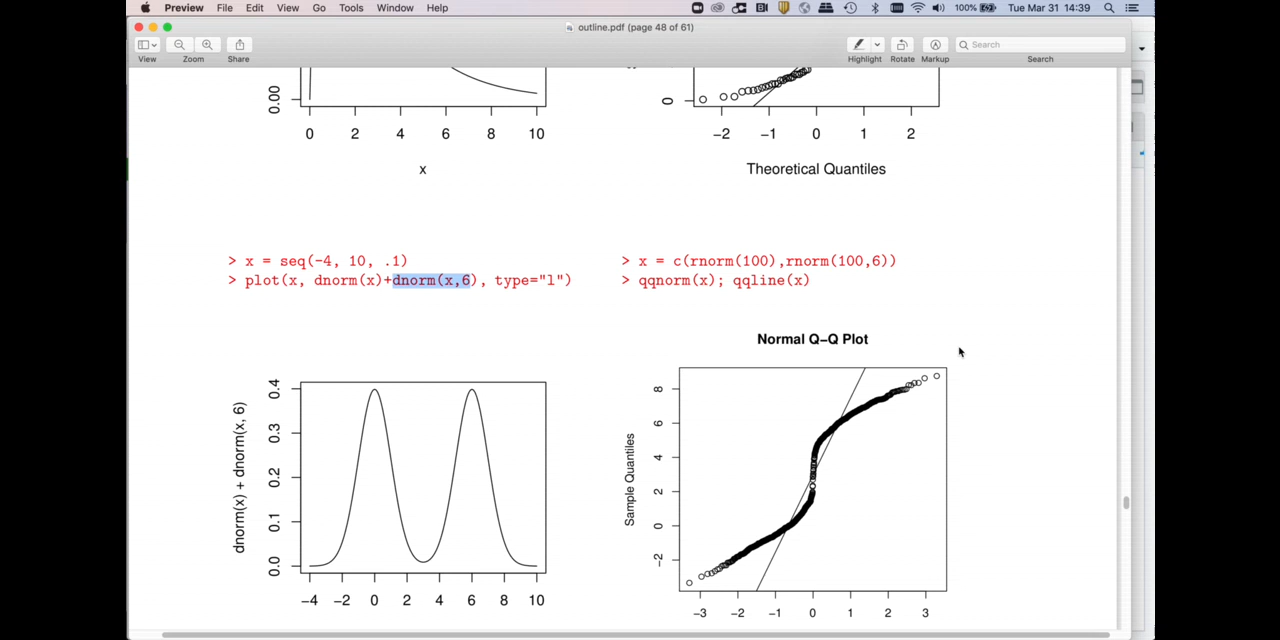 Preview File Edit View Go Tools Window Help 100% Tue Mar 31 14:39
outline.pdf (page 48 of 61)
Search
View Zoom Share Highlight Rotate Markup Search
0.00
0 2 4 6 8 10
x
0
−2 −1 0 1 2
Theoretical Quantiles
> x = seq(-4, 10, .1)
> plot(x, dnorm(x)+dnorm(x,6), type="l")
> x = c(rnorm(100),rnorm(100,6))
> qqnorm(x); qqline(x)
dnorm(x) + dnorm(x, 6)
0.4
0.3
0.2
0.1
0.0
−4 −2 0 2 4 6 8 10
Normal Q−Q Plot
Sample Quantiles
8
6
4
2
0
−2
−3 −2 −1 0 1 2 3